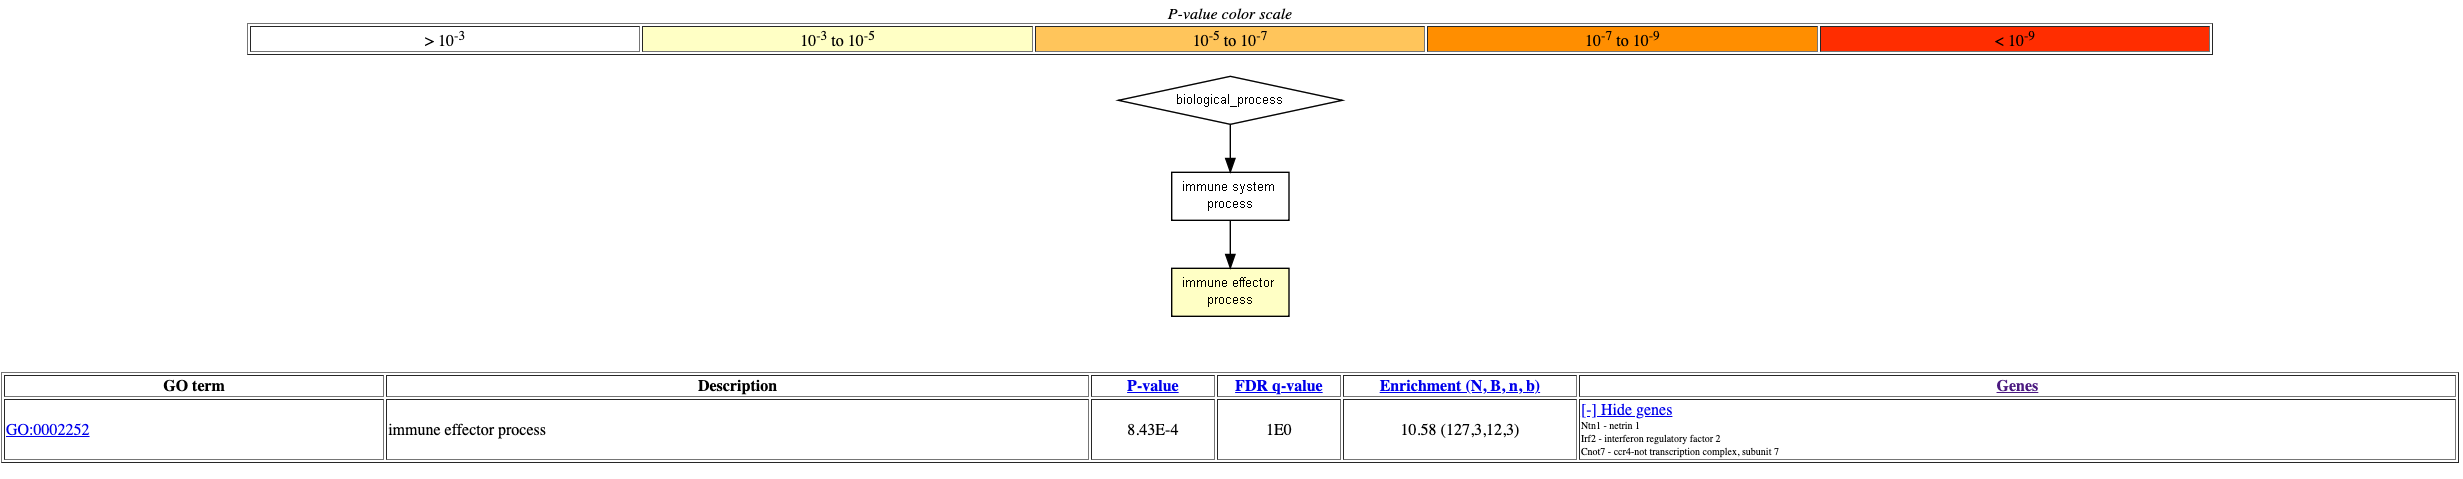 P-value color scale
> 10-3 10-3 to 10-5 10-5 to 10-7 10-7 to 10-9 < 10-9
biological_process
immune system
process
immune effector
process
GO term Description P-value FDR q-value Enrichment (N, B, n, b) Genes
GO:0002252 immune effector process 8.43E-4 1E0 10.58 (127,3,12,3) [-] Hide genes
Ntn1 - netrin 1
Irf2 - interferon regulatory factor 2
Cnot7 - ccr4-not transcription complex, subunit 7